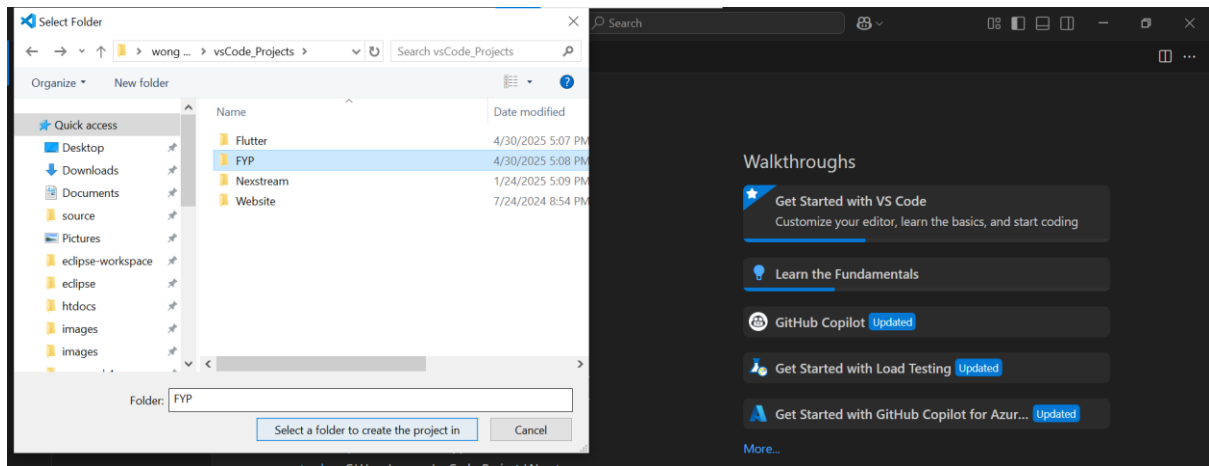 Select Folder
Search
wong ... > vsCode_Projects >
Search vsCode_Projects
Organize
New folder
Name
Date modified
Quick access
Desktop
Downloads
Documents
source
Pictures
eclipse-workspace
eclipse
htdocs
images
images
Flutter 4/30/2025 5:07 PM
FYP 4/30/2025 5:08 PM
Nexstream 1/24/2025 5:09 PM
Website 7/24/2024 8:54 PM
Folder: FYP
Select a folder to create the project in
Cancel
Walkthroughs
Get Started with VS Code
Customize your editor, learn the basics, and start coding
Learn the Fundamentals
GitHub Copilot Updated
Get Started with Load Testing Updated
Get Started with GitHub Copilot for Azur... Updated
More...